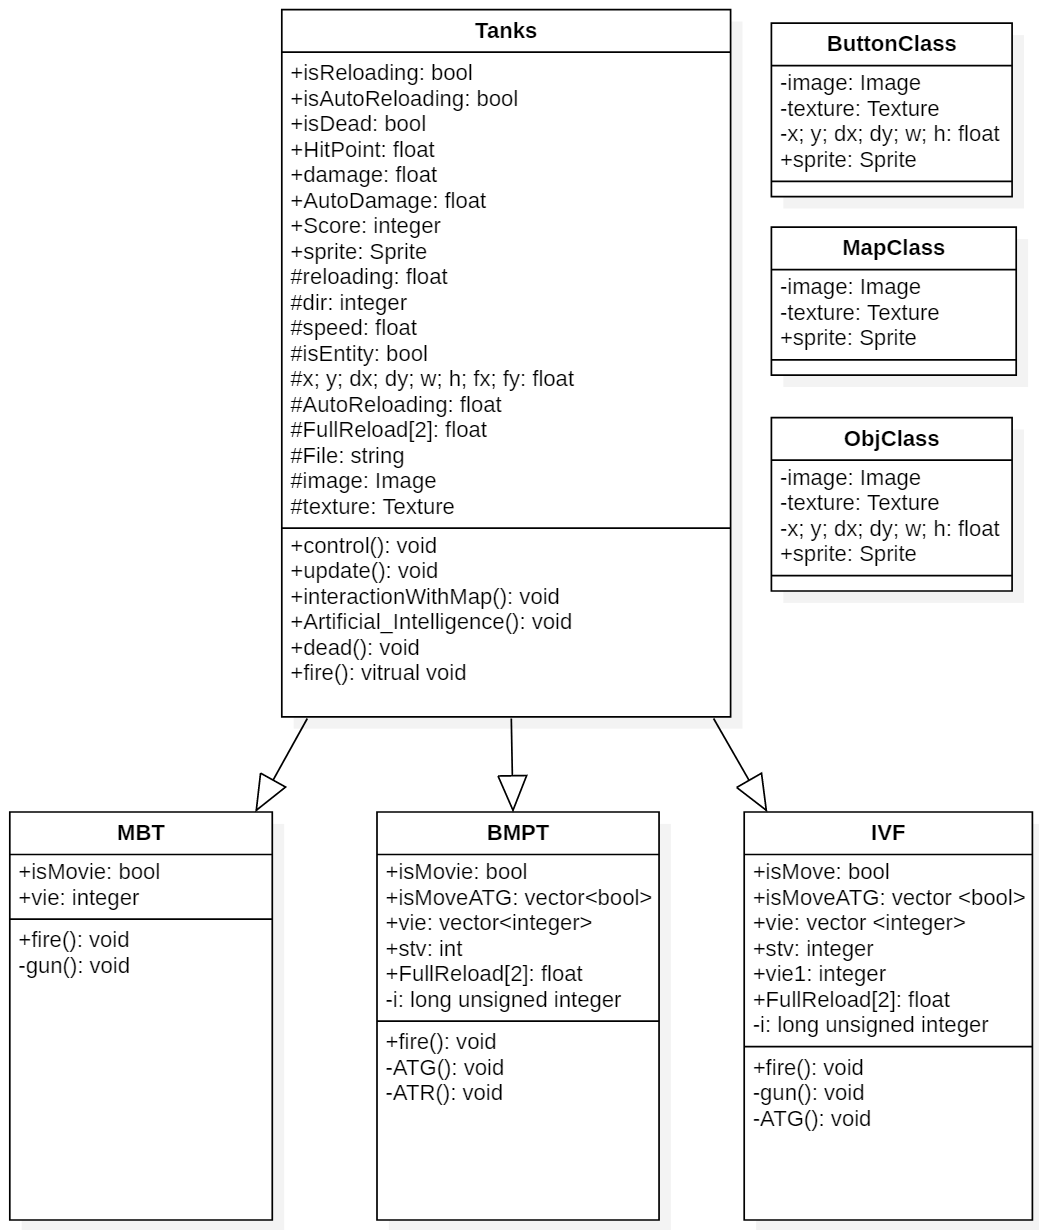 Tanks
+isReloading: bool
+isAutoReloading: bool
+isDead: bool
+HitPoint: float
+damage: float
+AutoDamage: float
+Score: integer
+sprite: Sprite
#reloading: float
#dir: integer
#speed: float
#isEntity: bool
#x; y; dx; dy; w; h; fx; fy: float
#AutoReloading: float
#FullReload[2]: float
#File: string
#image: Image
#texture: Texture
+control(): void
+update(): void
+interactionWithMap(): void
+Artificial_Intelligence(): void
+dead(): void
+fire(): vitrual void
ButtonClass
-image: Image
-texture: Texture
-x; y; dx; dy; w; h: float
+sprite: Sprite
MapClass
-image: Image
-texture: Texture
+sprite: Sprite
ObjClass
-image: Image
-texture: Texture
-x; y; dx; dy; w; h: float
+sprite: Sprite
MBT
+isMovie: bool
+vie: integer
+fire(): void
-gun(): void
BMPT
+isMovie: bool
+isMoveATG: vector<bool>
+vie: vector<integer>
+stv: int
+FullReload[2]: float
-i: long unsigned integer
+fire(): void
-ATG(): void
-ATR(): void
IVF
+isMove: bool
+isMoveATG: vector <bool>
+vie: vector <integer>
+stv: integer
+vie1: integer
+FullReload[2]: float
-i: long unsigned integer
+fire(): void
-gun(): void
-ATG(): void